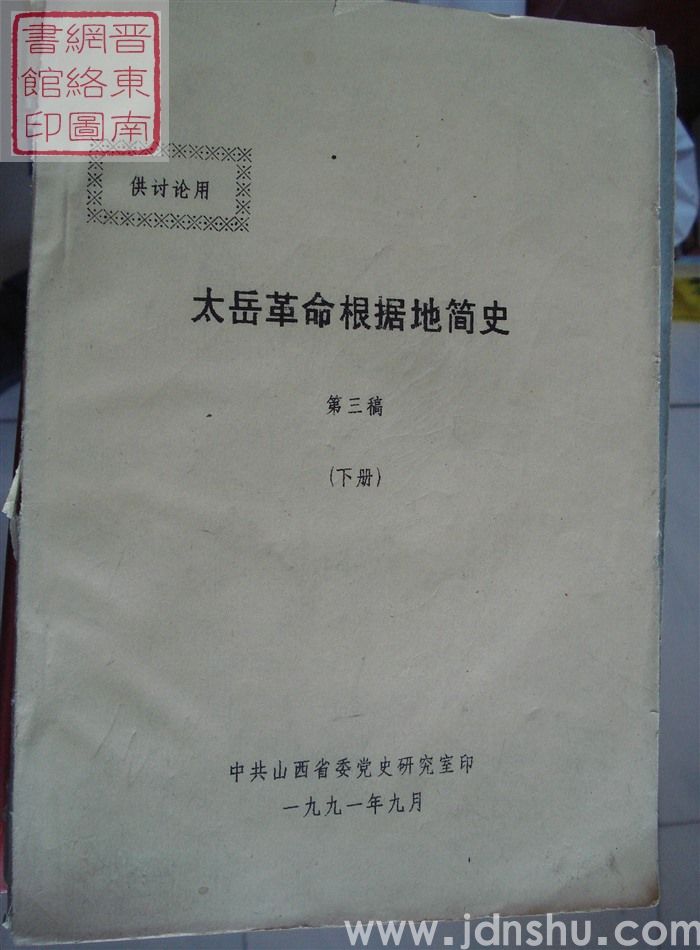 晋東南
網絡圖
書館印
供讨论用
太岳革命根据地简史
第三稿
(下册)
中共山西省委党史研究室印
一九九一年九月
www.jdnshu.com